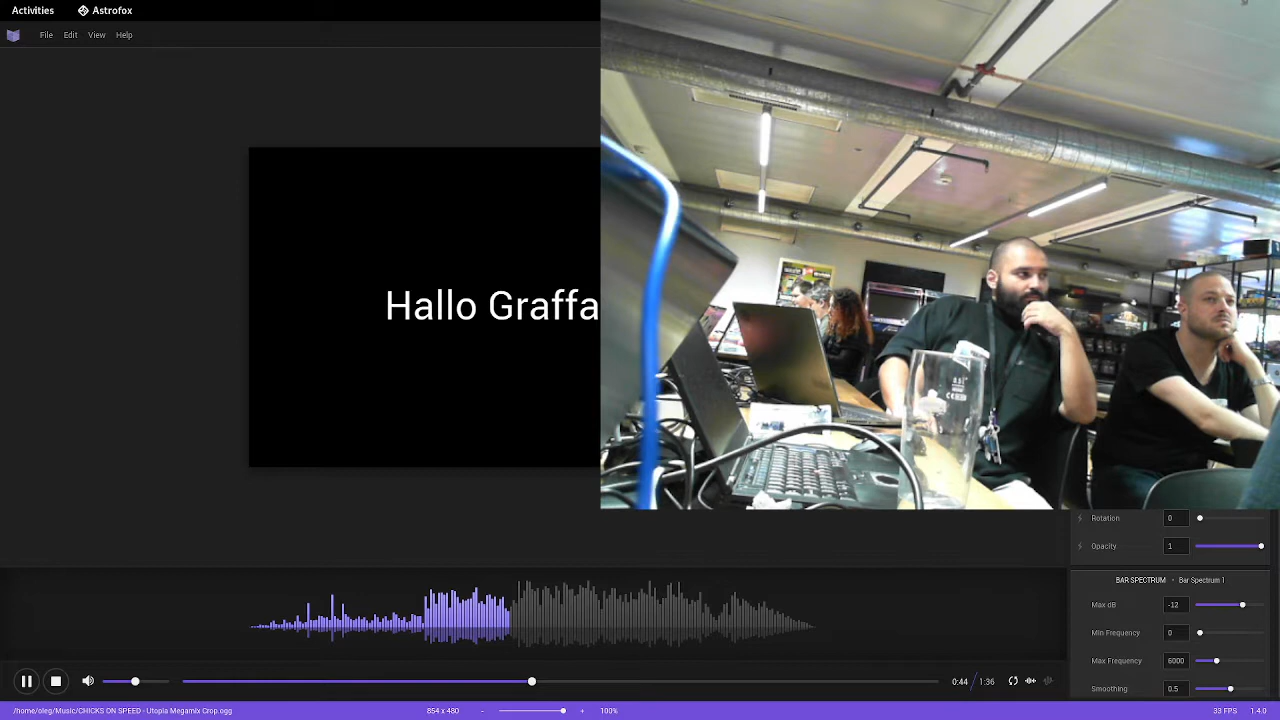 Activities Astrofox
File Edit View Help
Hallo Graffa
Rotation 0
Opacity 1
BAR SPECTRUM • Bar Spectrum 1
Max dB -12
Min Frequency 0
Max Frequency 6000
Smoothing 0.5
0:44 / 1:36
/home/oleg/Music/CHICKS ON SPEED - Utopia Megamix Crop.ogg 854 x 480 - + 100% 33 FPS 1.4.0